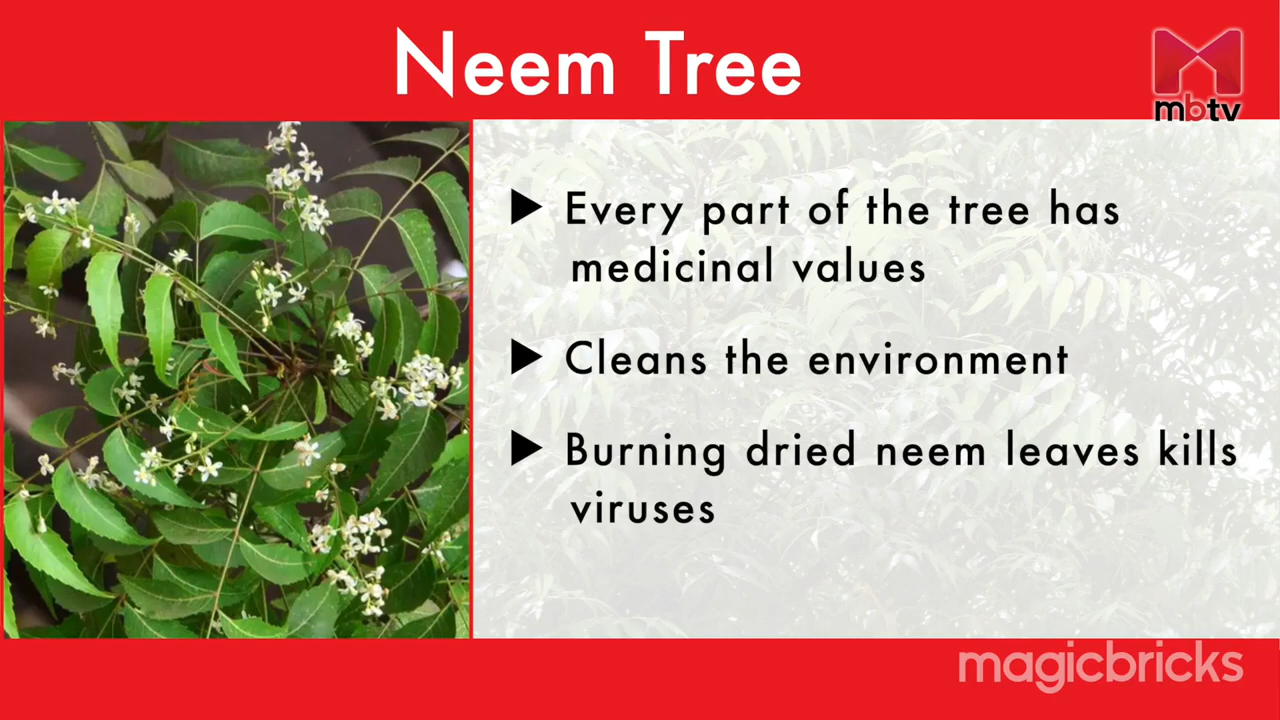 Neem Tree
mbtv
▶ Every part of the tree has
medicinal values
▶ Cleans the environment
▶ Burning dried neem leaves kills
viruses
magicbricks